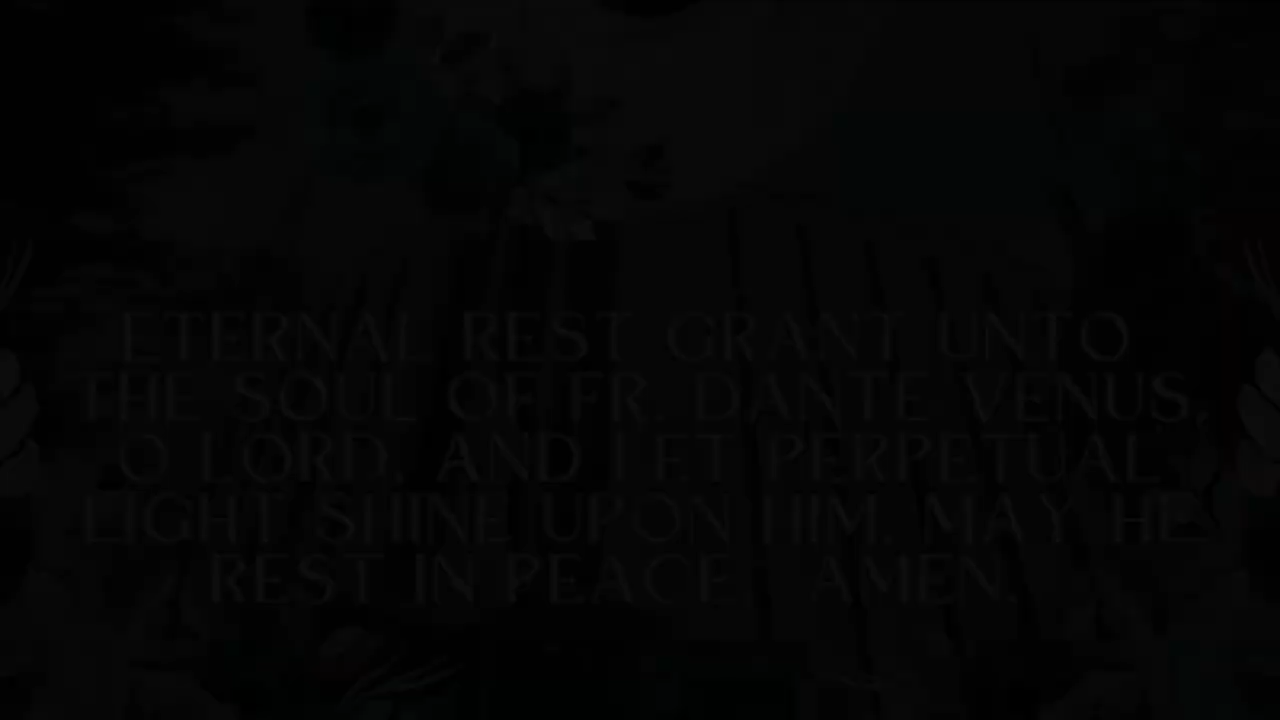 ETERNAL REST GRANT UNTO
THE SOUL OF FR. DANTE VENUS,
O LORD, AND LET PERPETUAL
LIGHT SHINE UPON HIM. MAY HE
REST IN PEACE. AMEN.